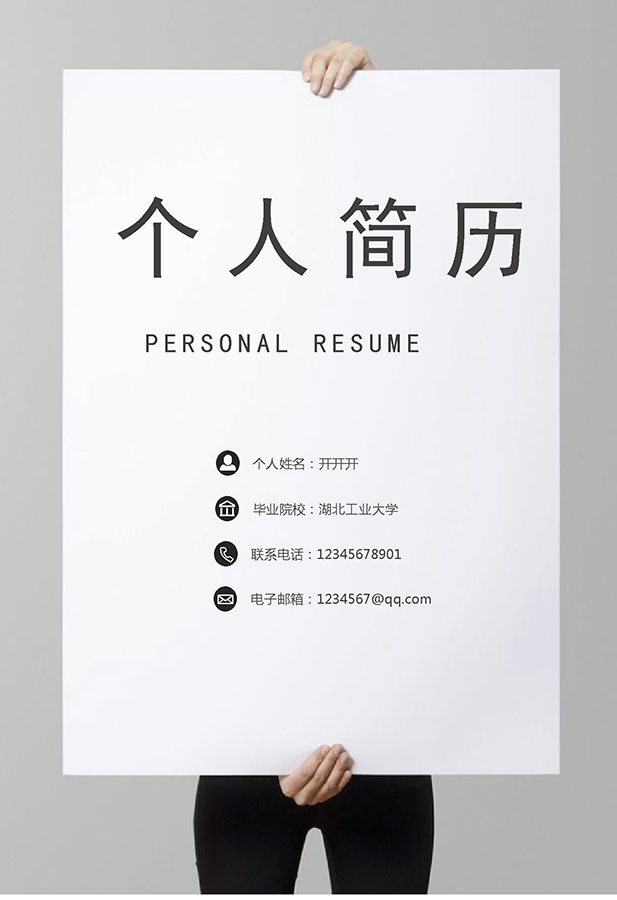 个人简历
PERSONAL RESUME
个人姓名：开开开
毕业院校：湖北工业大学
联系电话：12345678901
电子邮箱：1234567@qq.com